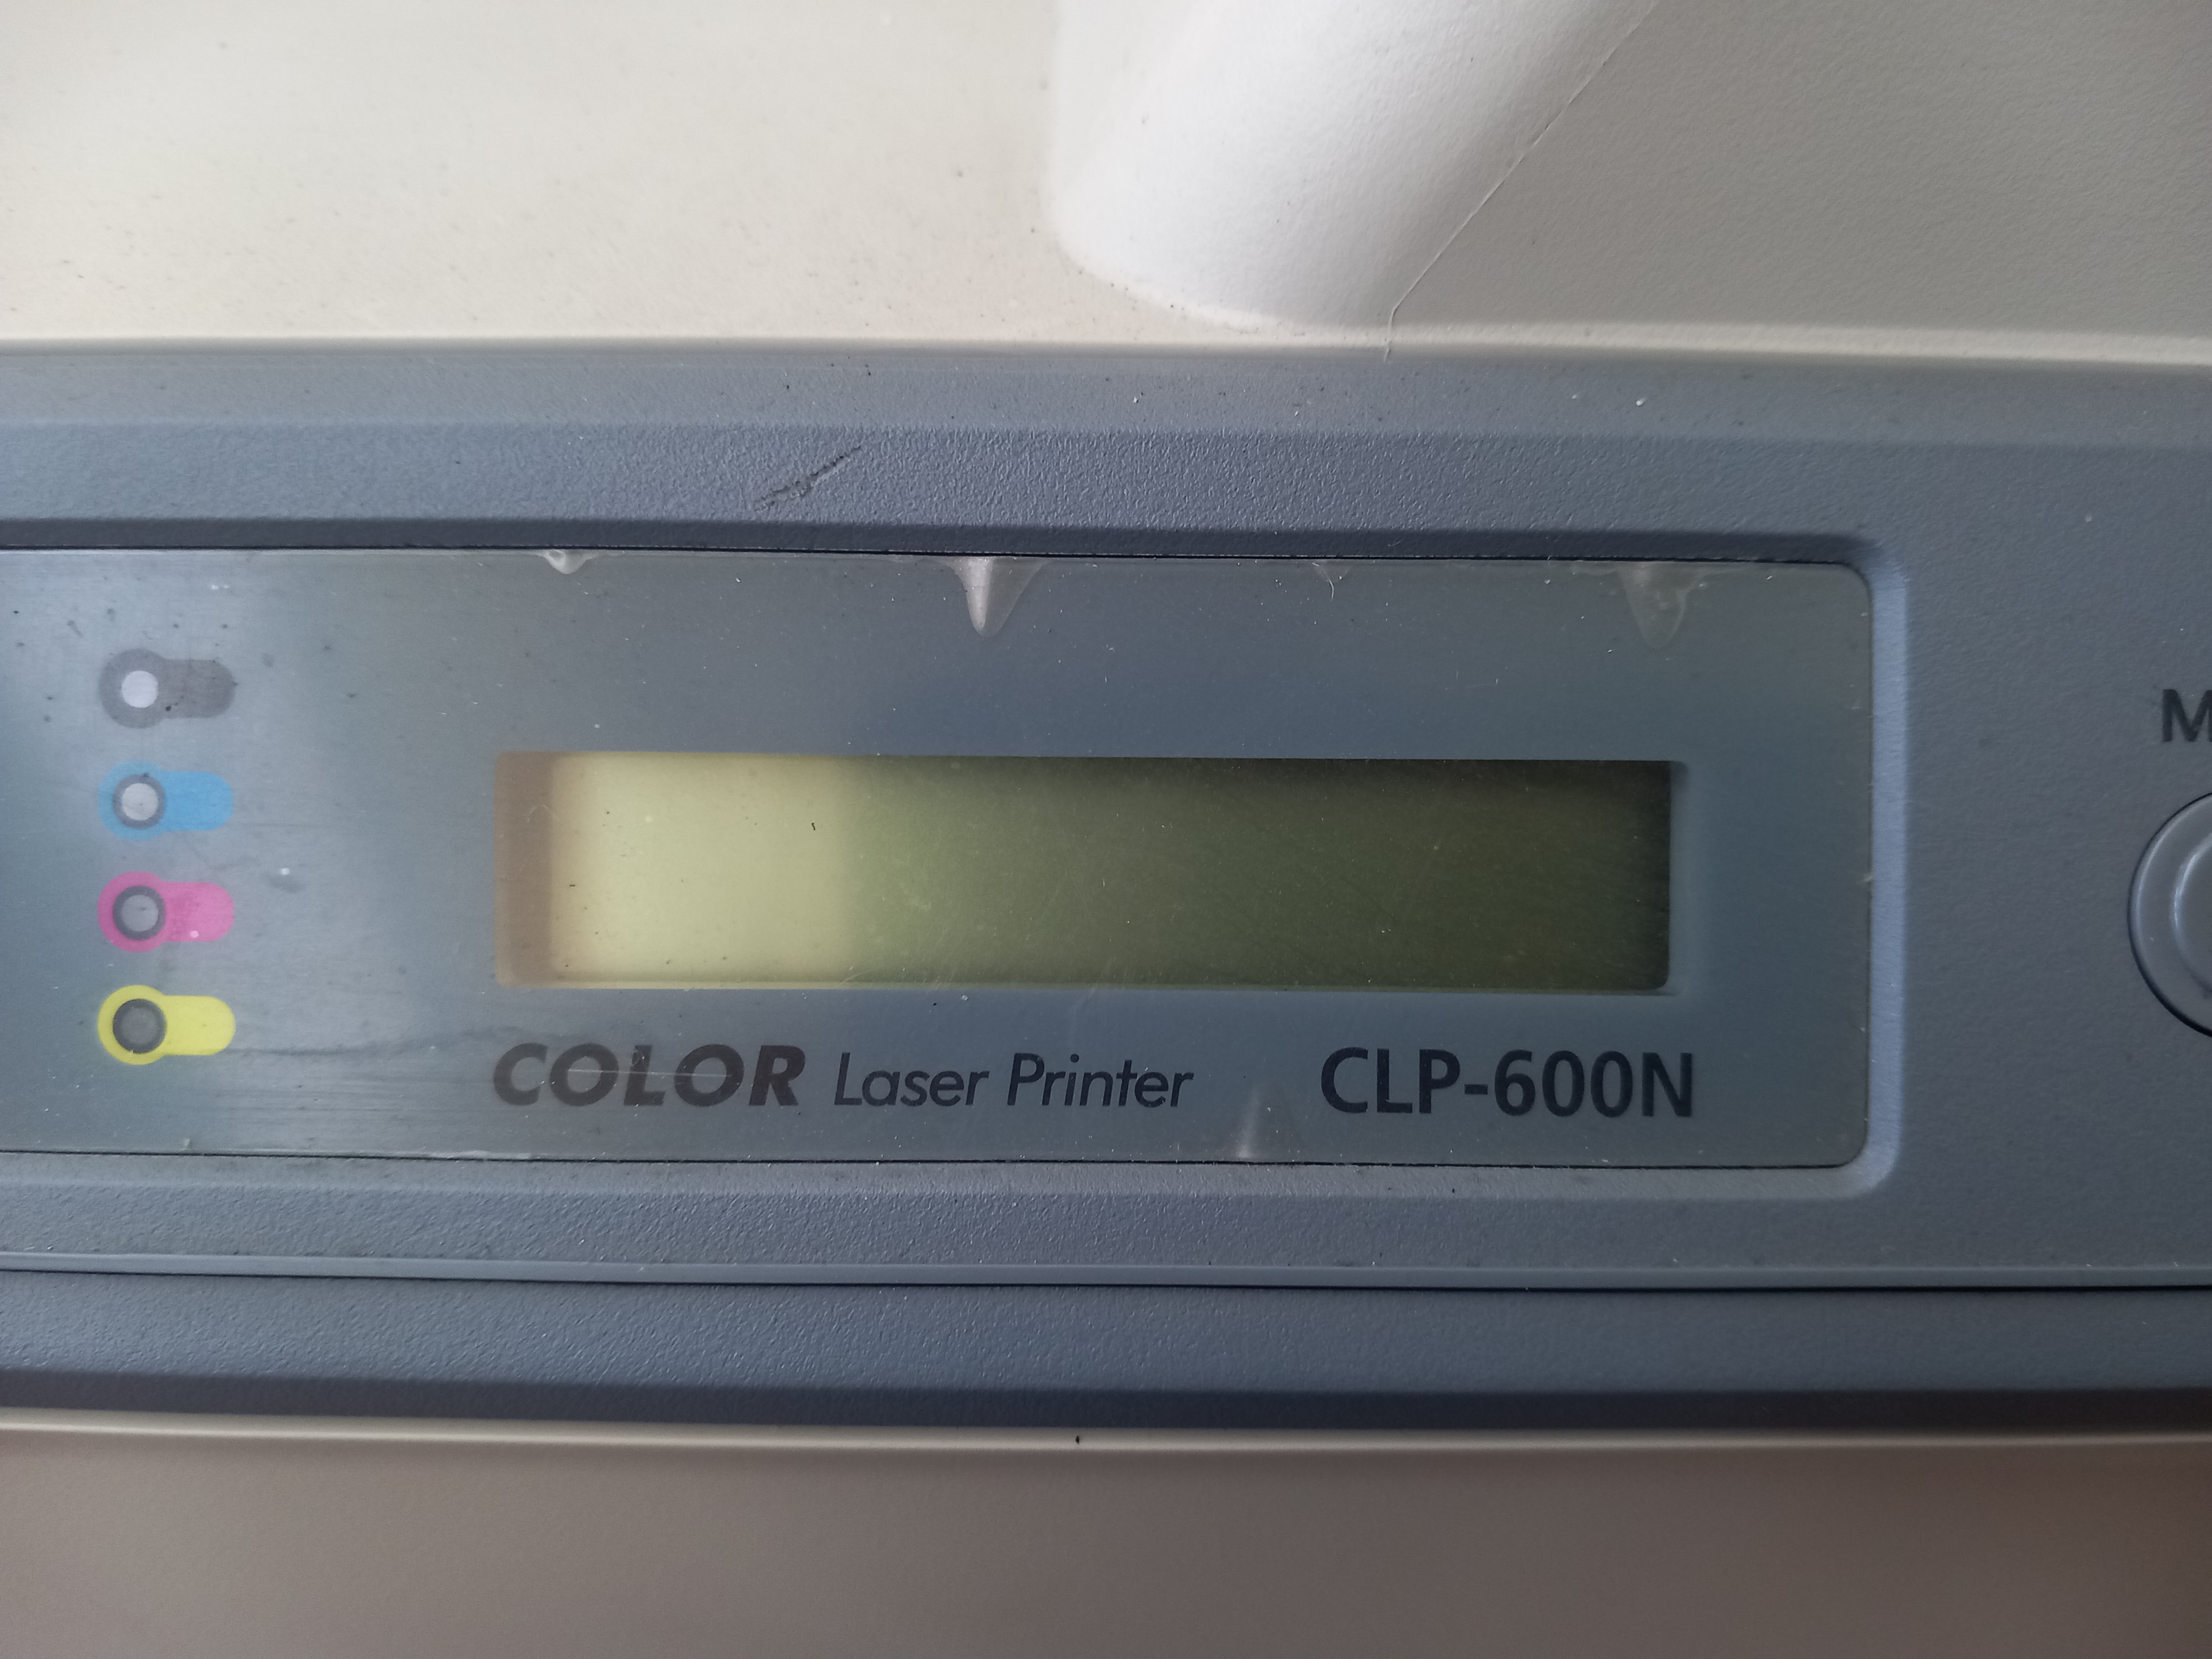 M
COLOR Laser Printer CLP-600N